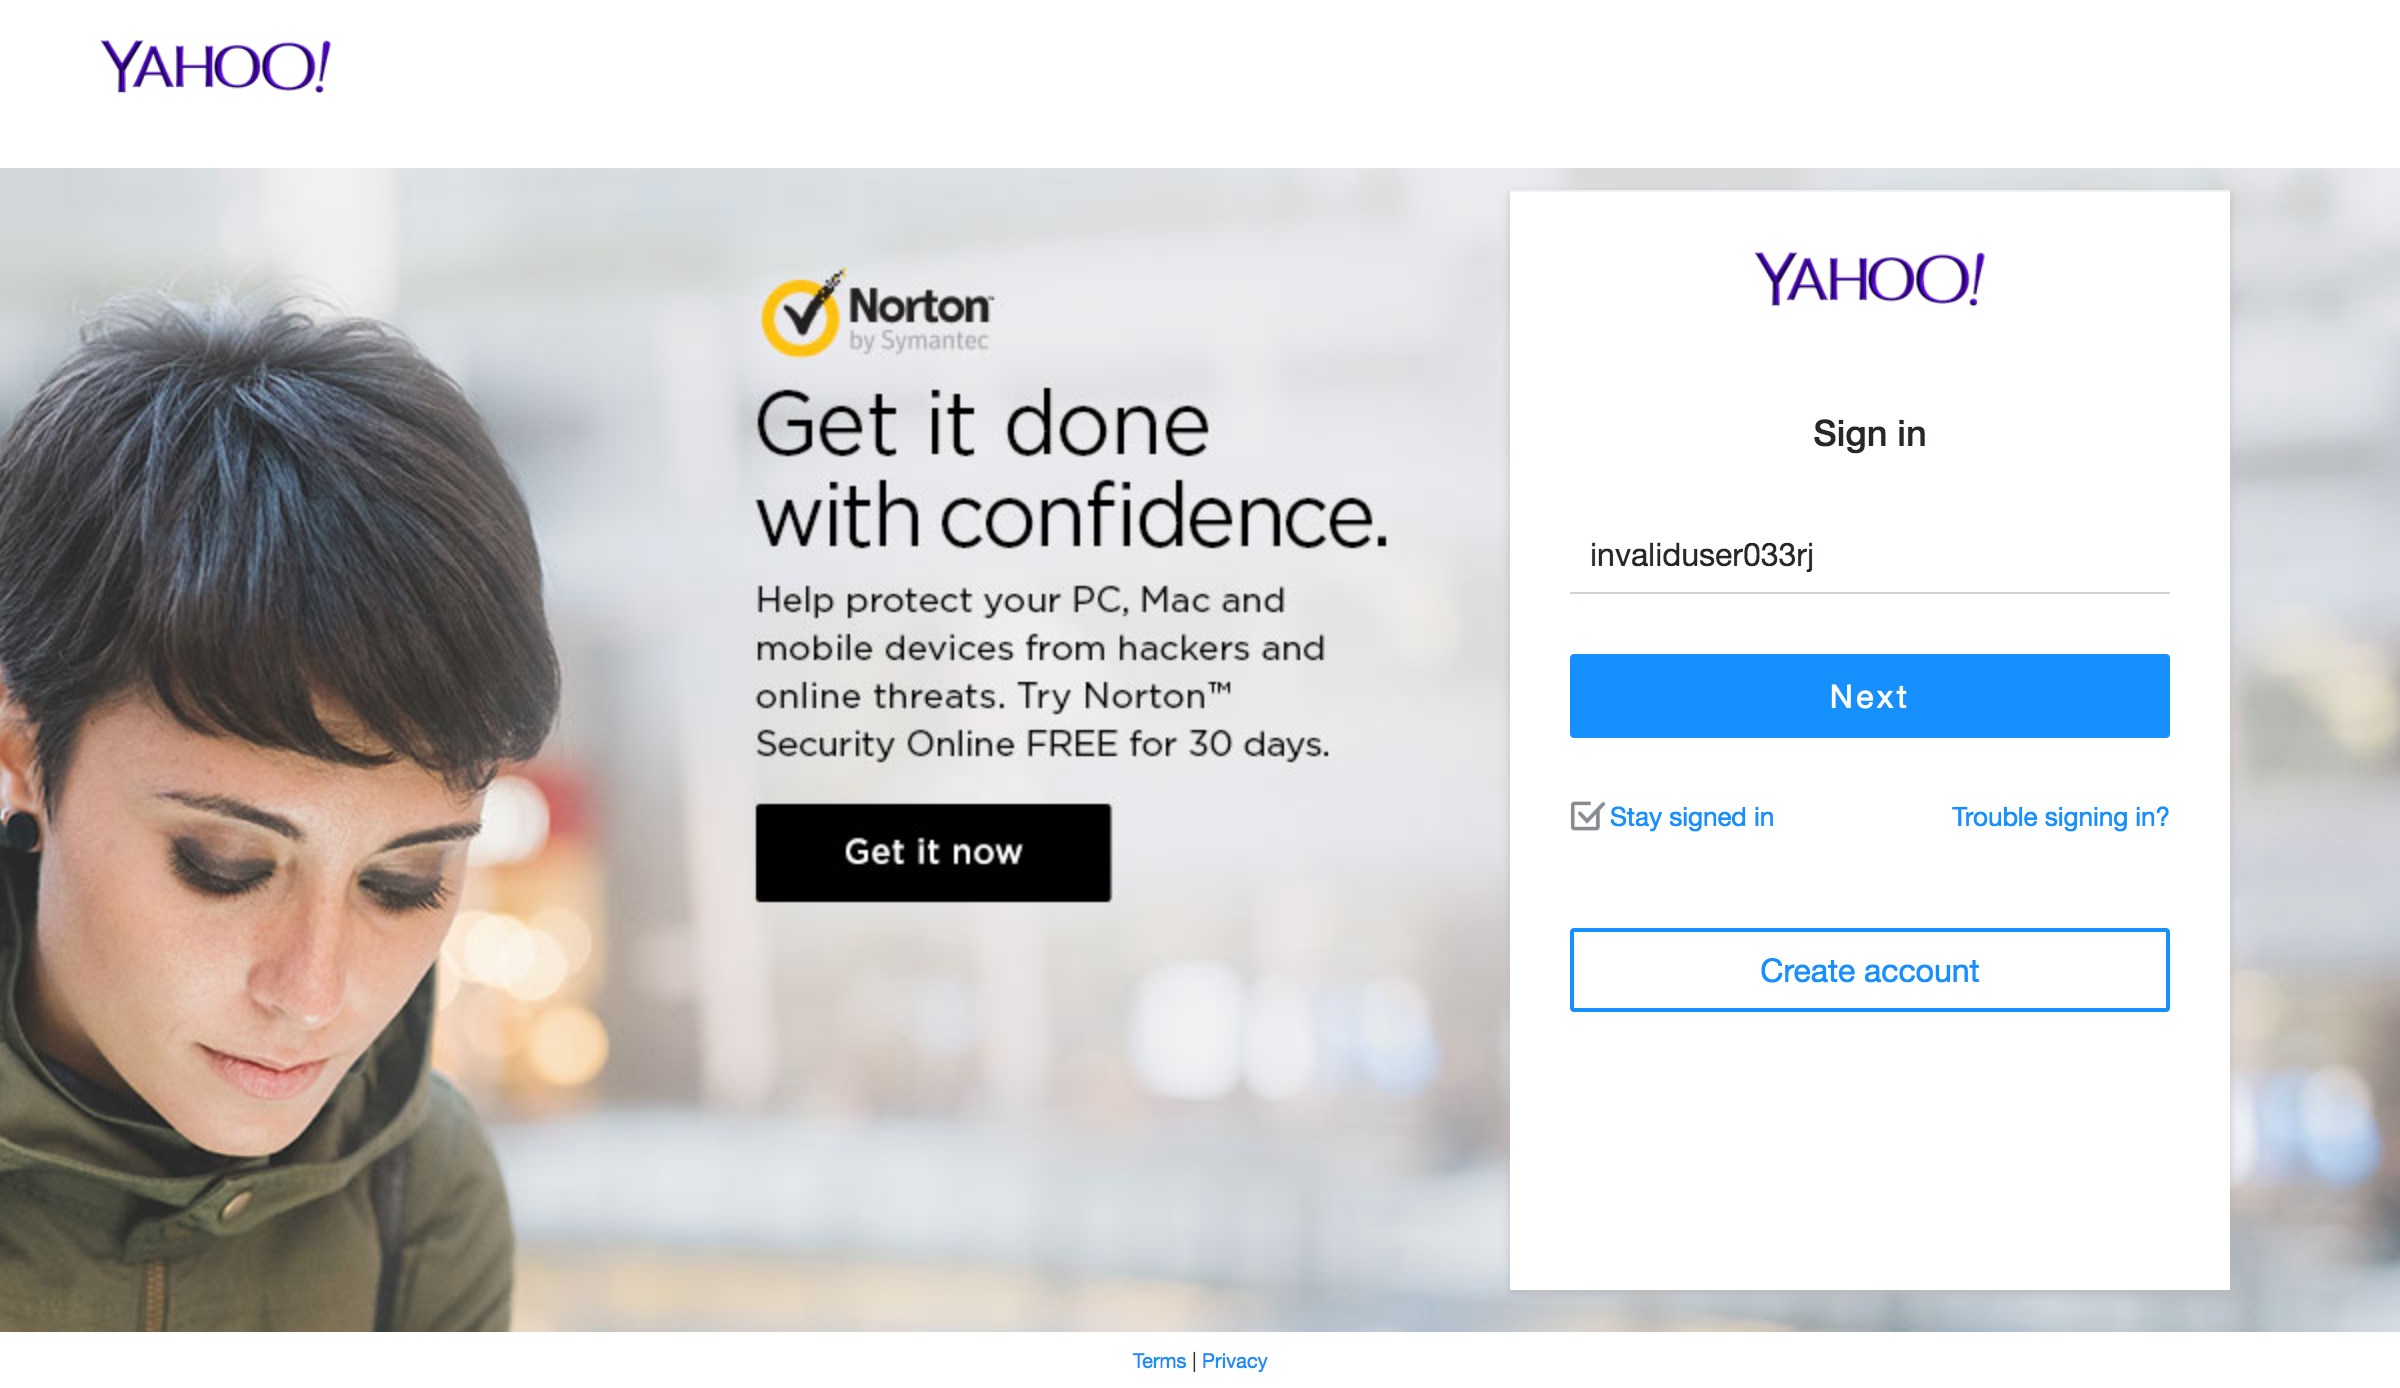 YAHOO!
Norton™
by Symantec
Get it done
with confidence.
Help protect your PC, Mac and
mobile devices from hackers and
online threats. Try Norton™
Security Online FREE for 30 days.
Get it now
YAHOO!
Sign in
invaliduser033rj
Next
Stay signed in
Trouble signing in?
Create account
Terms | Privacy